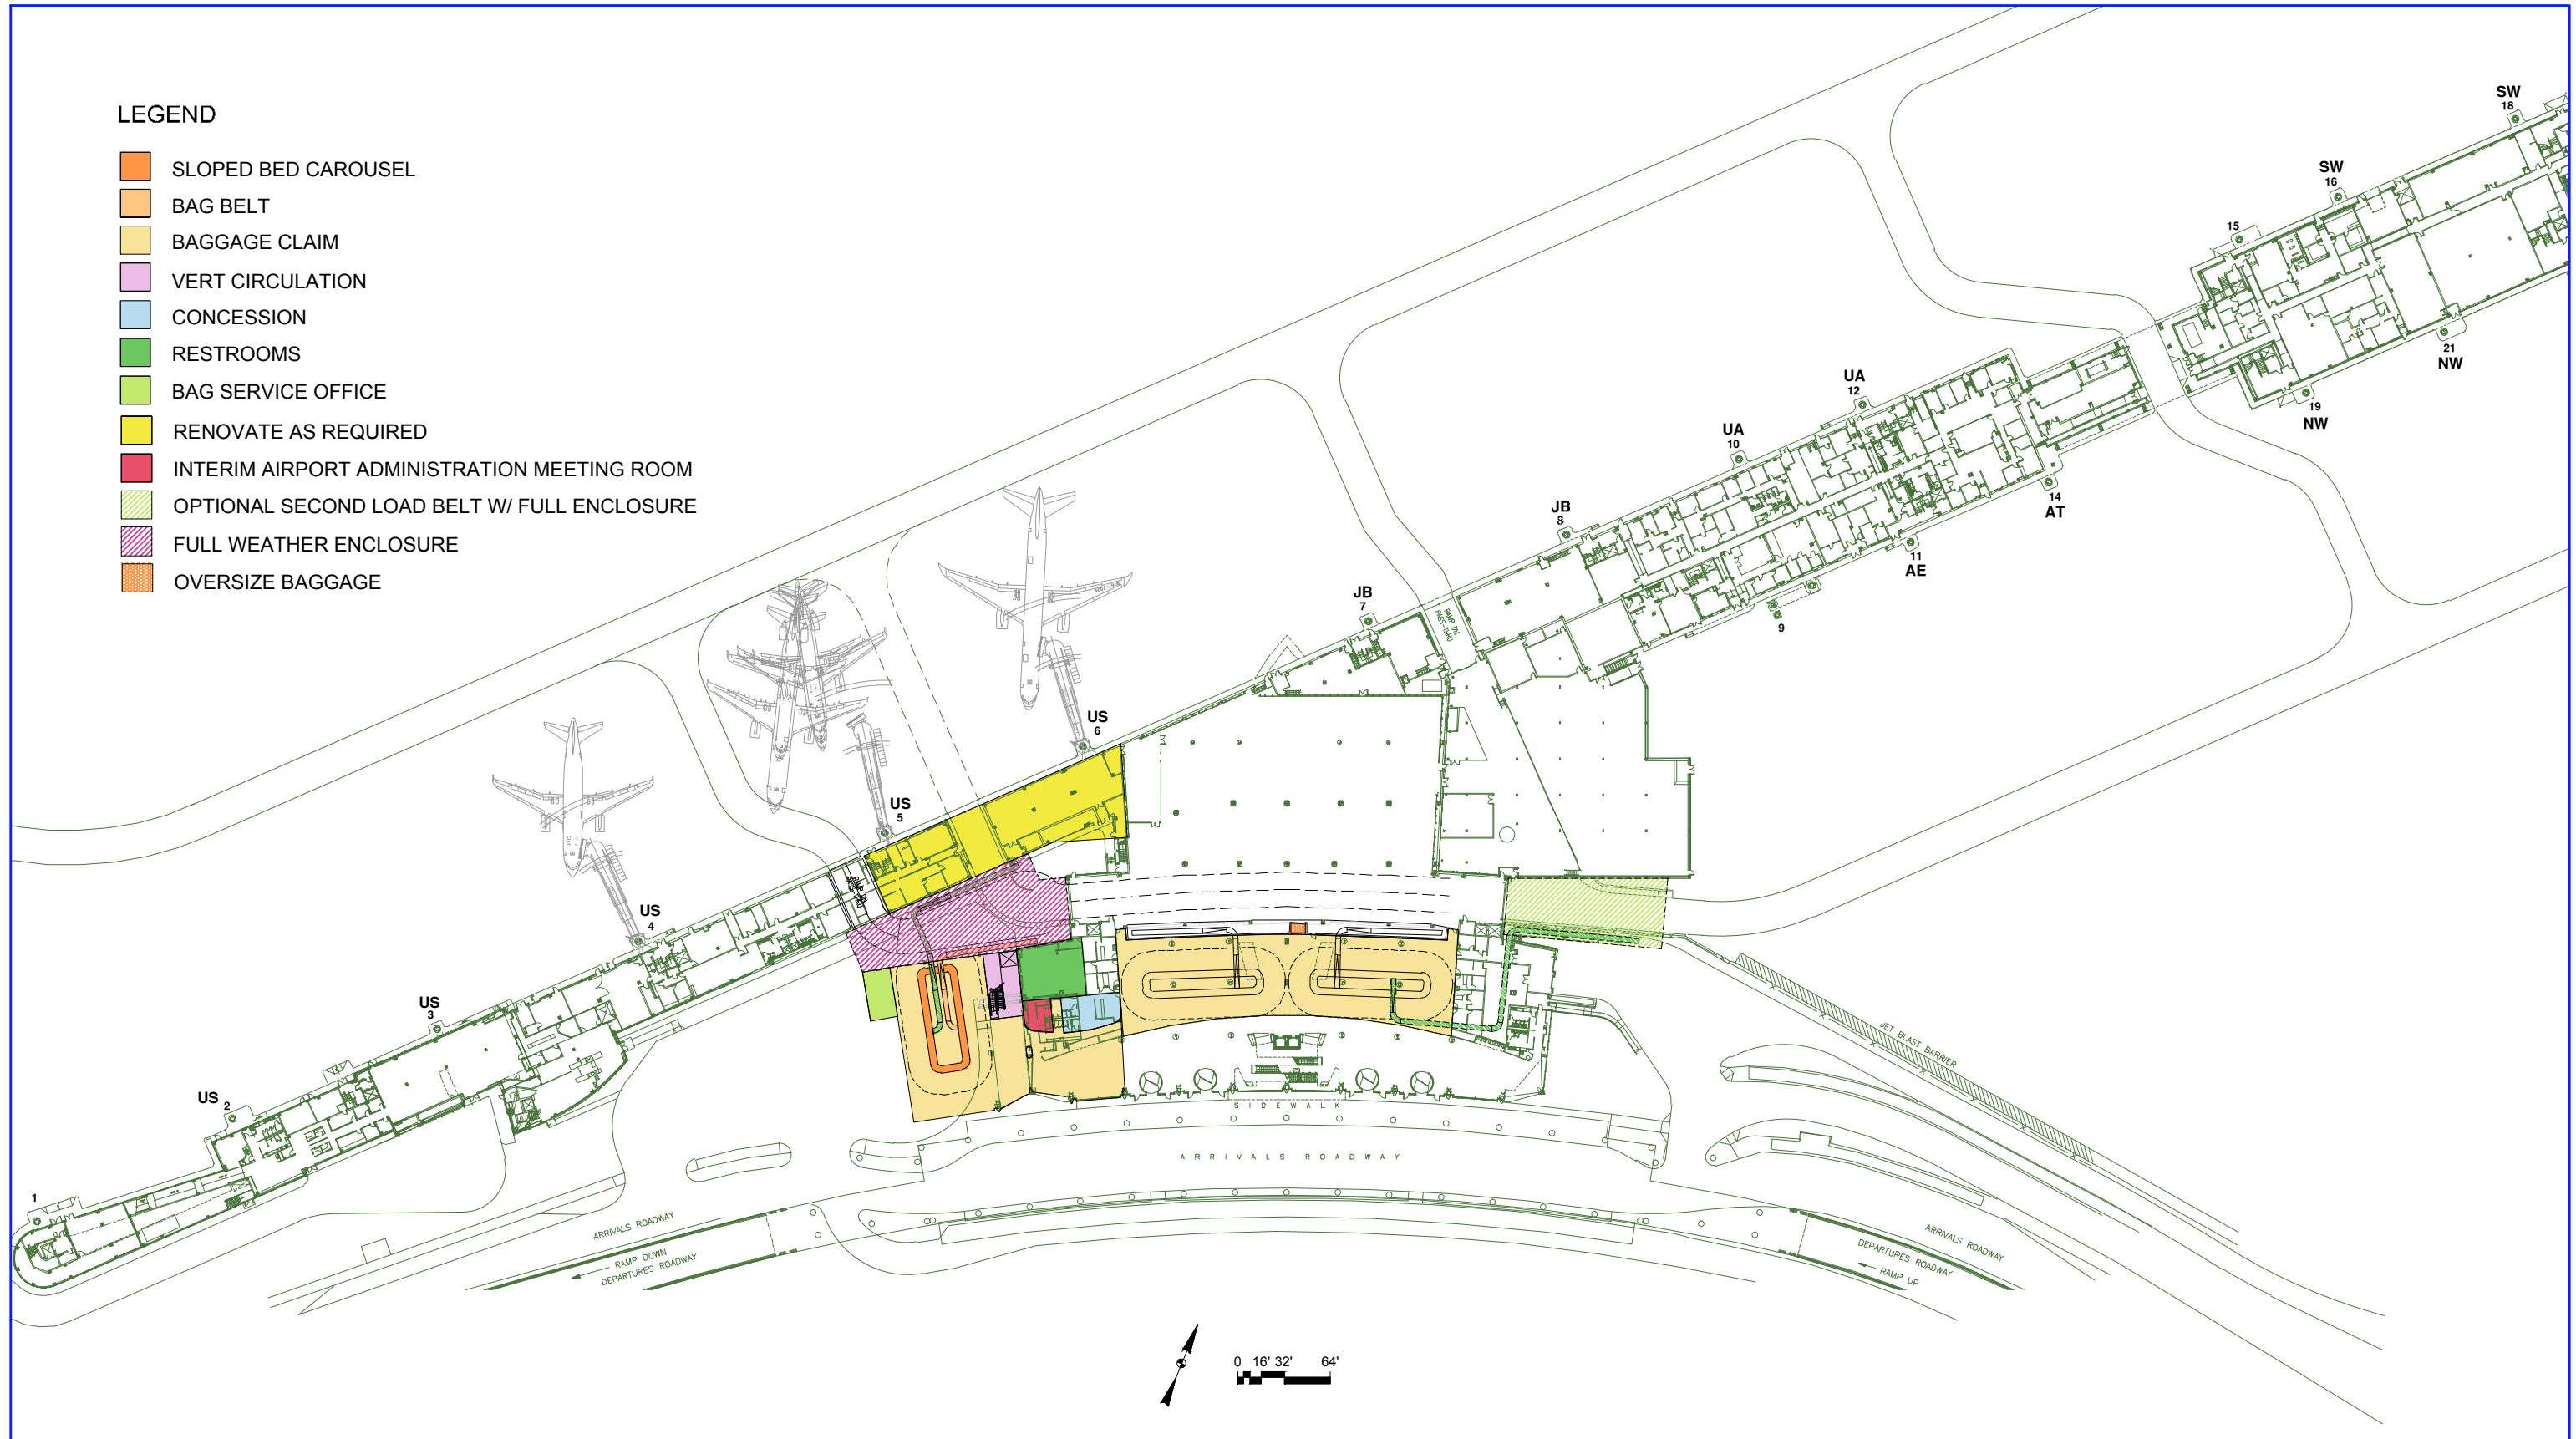 LEGEND
SLOPED BED CAROUSEL
BAG BELT
BAGGAGE CLAIM
VERT CIRCULATION
CONCESSION
RESTROOMS
BAG SERVICE OFFICE
RENOVATE AS REQUIRED
INTERIM AIRPORT ADMINISTRATION MEETING ROOM
OPTIONAL SECOND LOAD BELT W/ FULL ENCLOSURE
FULL WEATHER ENCLOSURE
OVERSIZE BAGGAGE
SW
18
SW
16
15
21
NW
19
NW
UA
12
UA
10
14
AT
JB
8
11
AE
9
JB
7
RAMP DN
PASS-THRU
US
6
US
5
US
4
US
3
US 2
1
JET BLAST BARRIER
SIDEWALK
ARRIVALS ROADWAY
ARRIVALS ROADWAY
RAMP DOWN
DEPARTURES ROADWAY
ARRIVALS ROADWAY
DEPARTURES ROADWAY
RAMP UP
0 16' 32' 64'